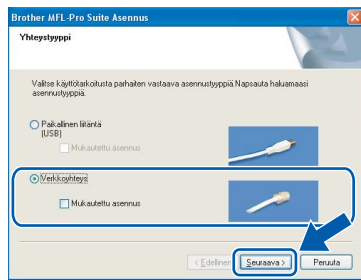 Brother MFL-Pro Suite Asennus
Yhteystyyppi
Valitse käyttötarkoitusta parhaiten vastaava asennustyyppi.Napsauta haluamaasi
asennustyyppiä.
Paikallinen liitäntä
(USB)
Mukautettu asennus
Verkkoyhteys
Mukautettu asennus
< Edellinen
Seuraava >
Peruuta